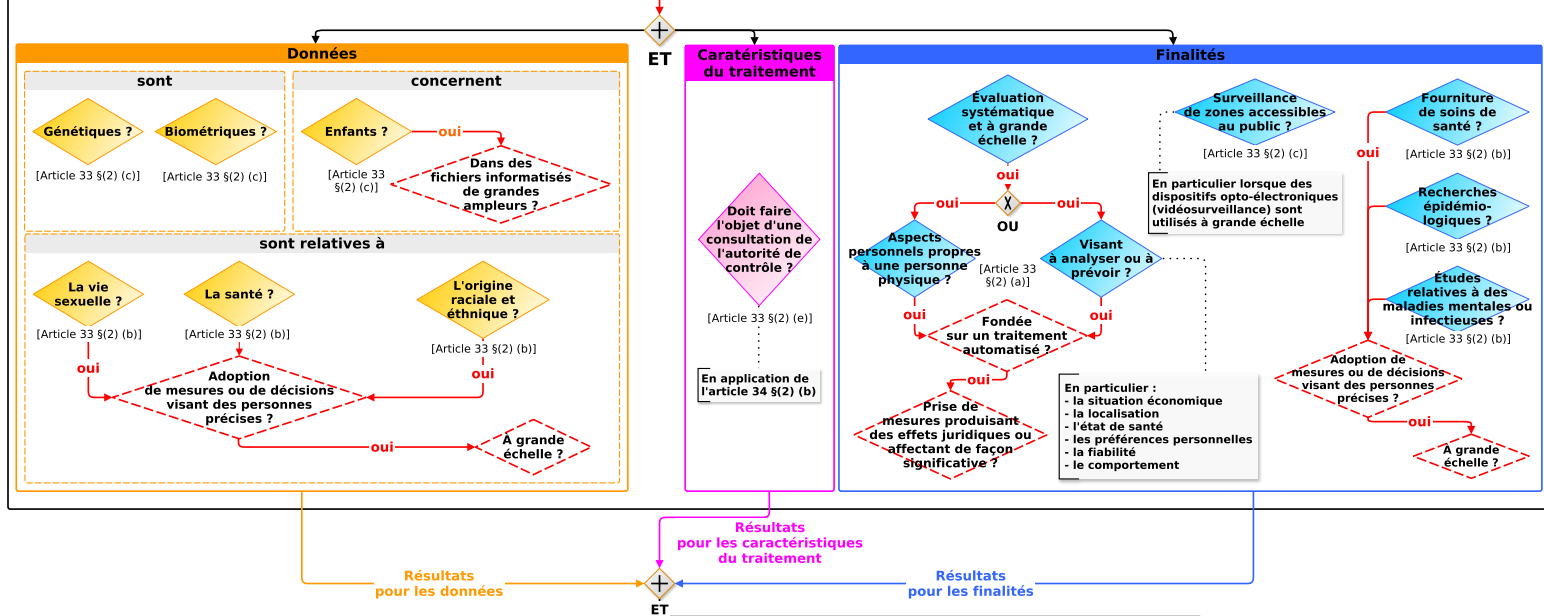 ET
Données
sont
Génétiques ?
[Article 33 §(2) (c)]
Biométriques ?
[Article 33 §(2) (c)]
concernent
Enfants ?
[Article 33
§(2) (c)]
oui
Dans des
fichiers informatisés
de grandes
ampleurs ?
sont relatives à
La vie
sexuelle ?
[Article 33 §(2) (b)]
oui
La santé ?
[Article 33 §(2) (b)]
L'origine
raciale et
éthnique ?
[Article 33 §(2) (b)]
oui
Adoption
de mesures ou de décisions
visant des personnes
précises ?
oui
À grande
échelle ?
Caratéristiques
du traitement
Doit faire
l'objet d'une
consultation de
l'autorité de
contrôle ?
[Article 33 §(2) (e)]
En application de
l'article 34 §(2) (b)
Finalités
Évaluation
systématique
et à grande
échelle ?
oui
OU
oui
oui
Aspects
personnels propres
à une personne
physique ?
[Article 33
§(2) (a)]
Visant
à analyser ou à
prévoir ?
oui
oui
Fondée
sur un traitement
automatisé ?
oui
Prise de
mesures produisant
des effets juridiques ou
affectant de façon
significative ?
En particulier :
- la situation économique
- la localisation
- l'état de santé
- les préférences personnelles
- la fiabilité
- le comportement
Surveillance
de zones accessibles
au public ?
[Article 33 §(2) (c)]
En particulier lorsque des
dispositifs opto-électroniques
(vidéosurveillance) sont
utilisés à grande échelle
Fourniture
de soins de
santé ?
[Article 33 §(2) (b)]
oui
Recherches
épidémio-
logiques ?
[Article 33 §(2) (b)]
Études
relatives à des
maladies mentales ou
infectieuses ?
[Article 33 §(2) (b)]
Adoption de
mesures ou de décisions
visant des personnes
précises ?
oui
À grande
échelle ?
Résultats
pour les données
Résultats
pour les caractéristiques
du traitement
Résultats
pour les finalités
ET